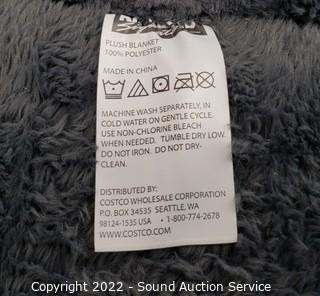 PLUSH BLANKET
100% POLYESTER
MADE IN CHINA
MACHINE WASH SEPARATELY, IN
COLD WATER ON GENTLE CYCLE.
USE NON-CHLORINE BLEACH
WHEN NEEDED. TUMBLE DRY LOW.
DO NOT IRON. DO NOT DRY-
CLEAN.
DISTRIBUTED BY:
COSTCO WHOLESALE CORPORATION
P.O. BOX 34535 SEATTLE, WA
98124-1535 USA • 1-800-774-2678
WWW.COSTCO.COM
Copyright 2022 - Sound Auction Service